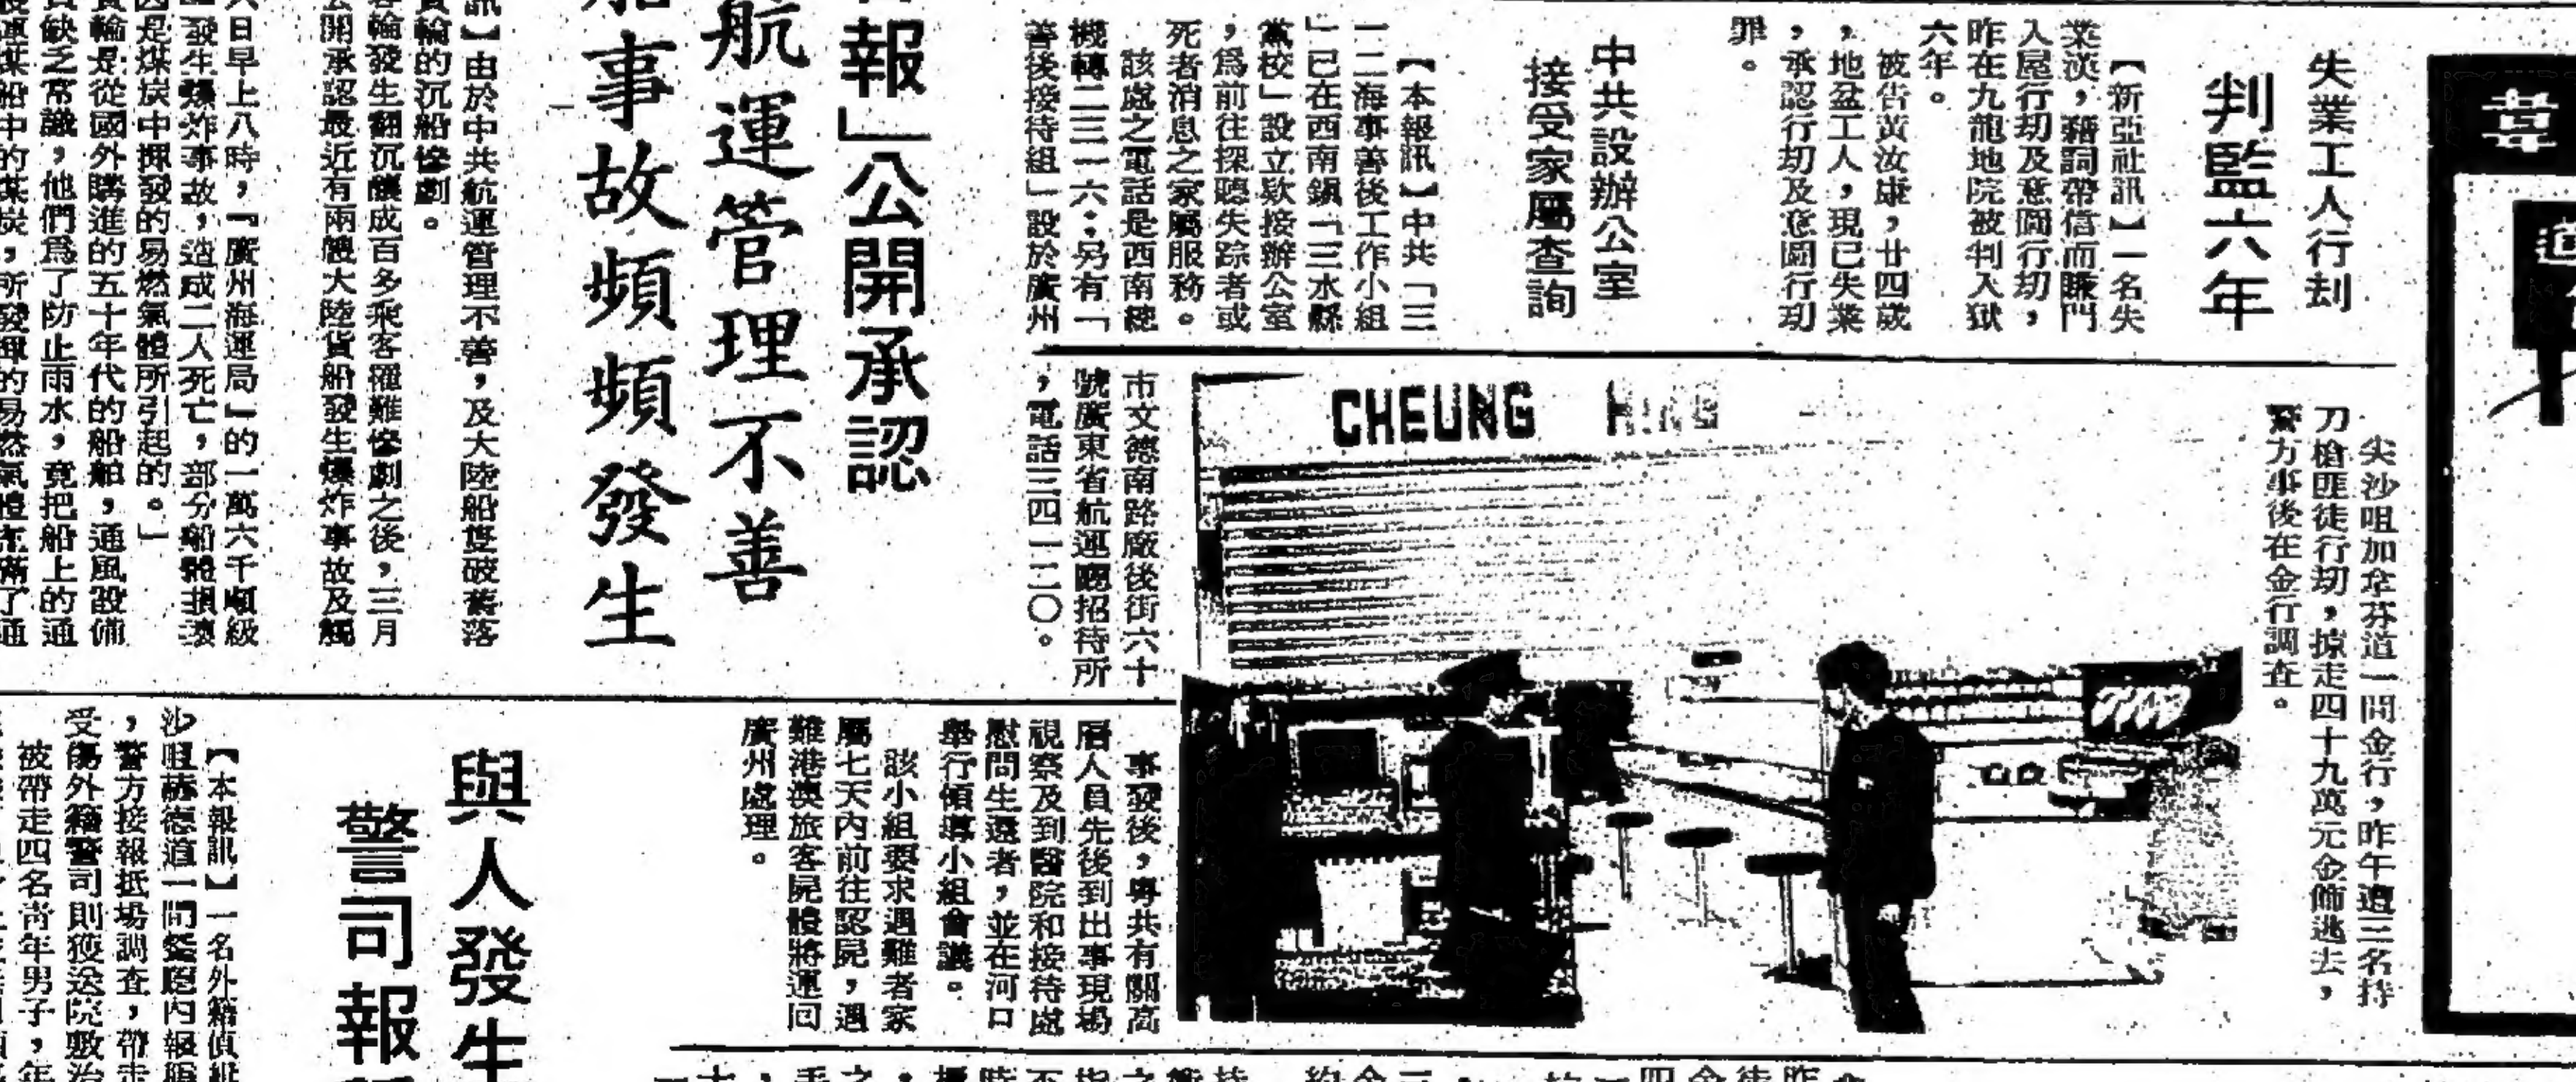 失業工人行刦
判監六年
【新亞社訊】一名失
業漢,藉詞帶信而賺門
入屋行刧及意圖行刧,
昨在九龍地院被判入獄
六年。
被告黃汝康,廿四歲
,地盆工人,現已失業
,承認行刧及意圖行刧
罪。
中共設辦公室
接受家屬查詢
【本報訊】中共「三
一二海事善後工作小組
」已在西南鎮「三水縣
黨校」設立欵接辦公室
,爲前往探聽失踪者或
死者消息之家屬服務。
該處之電話是西南總
機轉二三一六;另有「
善後接待組」設於廣州
市文德南路廠後街六十
號廣東省航運廳招待所
,電話三四一二〇。
事發後,粤共有關高
層人員先後到出事現場
視察及到醫院和接待處
慰問生還者,並在河口
舉行領導小組會議。
該小組要求遇難者家
屬七天內前往認屍,遇
難港澳旅客屍體將運回
廣州處理。
CHEUNG
尖沙咀加拿芬道一間金行,昨午遭三名持
刀槍匪徒行刧,掠走四十九萬元金飾逃去,
警方事後在金行調查。
報」公開承認
航運管理不善
事故頻頻發生
訊】由於中共航運管理不善,及大陸船隻破舊落
貨輪的沉船慘劇。
客輪發生翻沉釀成百多乘客罹難慘劇之後,三月
公開承認最近有兩艘大陸貨船發生爆炸事故及觸
六日早上八時,『廣州海運局』的一萬六千噸級
』發生爆炸事故,造成二人死亡,部分船體損壞
因是煤炭中揮發的易燃氣體所引起的。」
貨輪是從國外購進的五十年代的船舶,通風設備
員缺乏常識,他們爲了防止雨水,竟把船上的通
運煤船中的煤炭,所發揮的易燃氣體充滿了通
與人發生
警司報
【本報訊】一名外籍偵緝
沙咀赫德道一間餐廳內報
,警方接報抵場調查,帶走
受傷外籍警司則獲送院敷治
被帶走四名青年男子,年